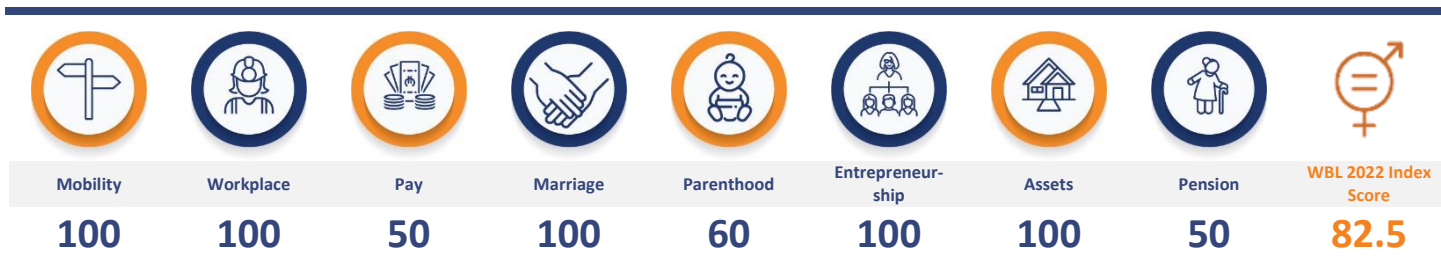 Mobility
Workplace
Pay
Marriage
Parenthood
Entrepreneur-
ship
Assets
Pension
WBL 2022 Index
Score
100
100
50
100
60
100
100
50
82.5